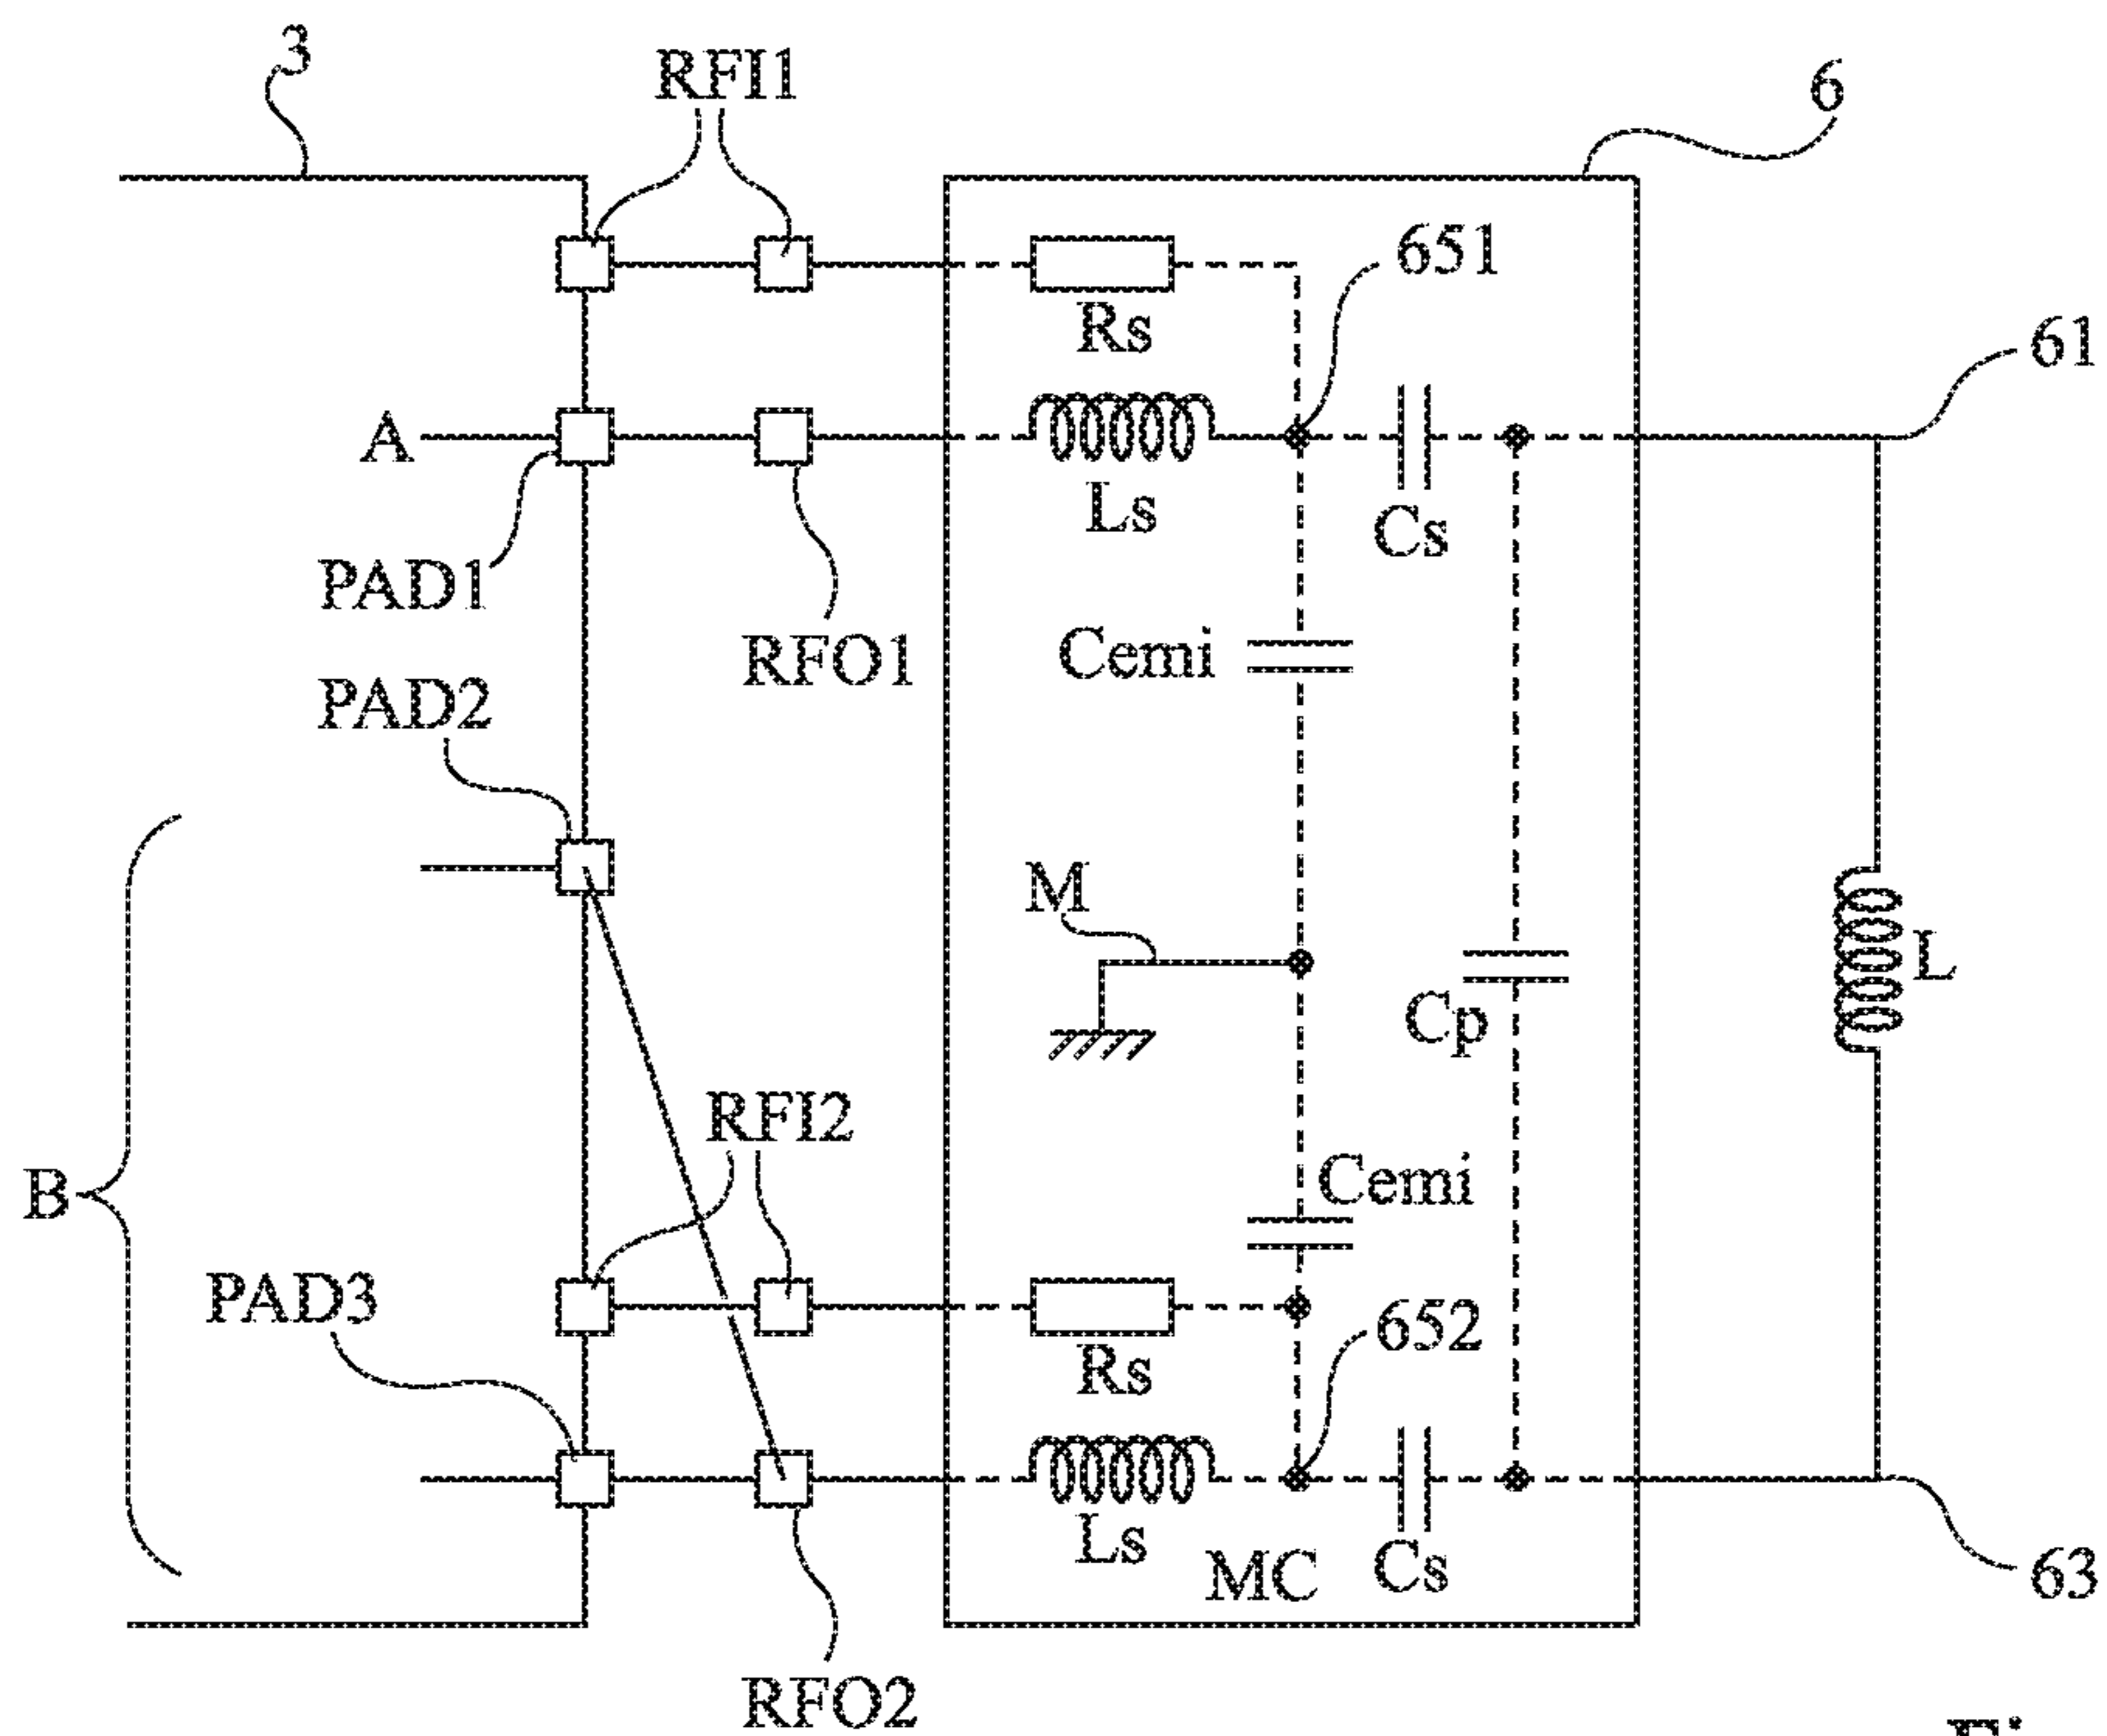 3
RFI1
6
651
61
Rs
A
Ls
Cs
PAD1
RFO1
Cemi
PAD2
M
L
Cp
RFI2
Cemi
B
PAD3
652
Rs
Ls
MC
Cs
63
RFO2